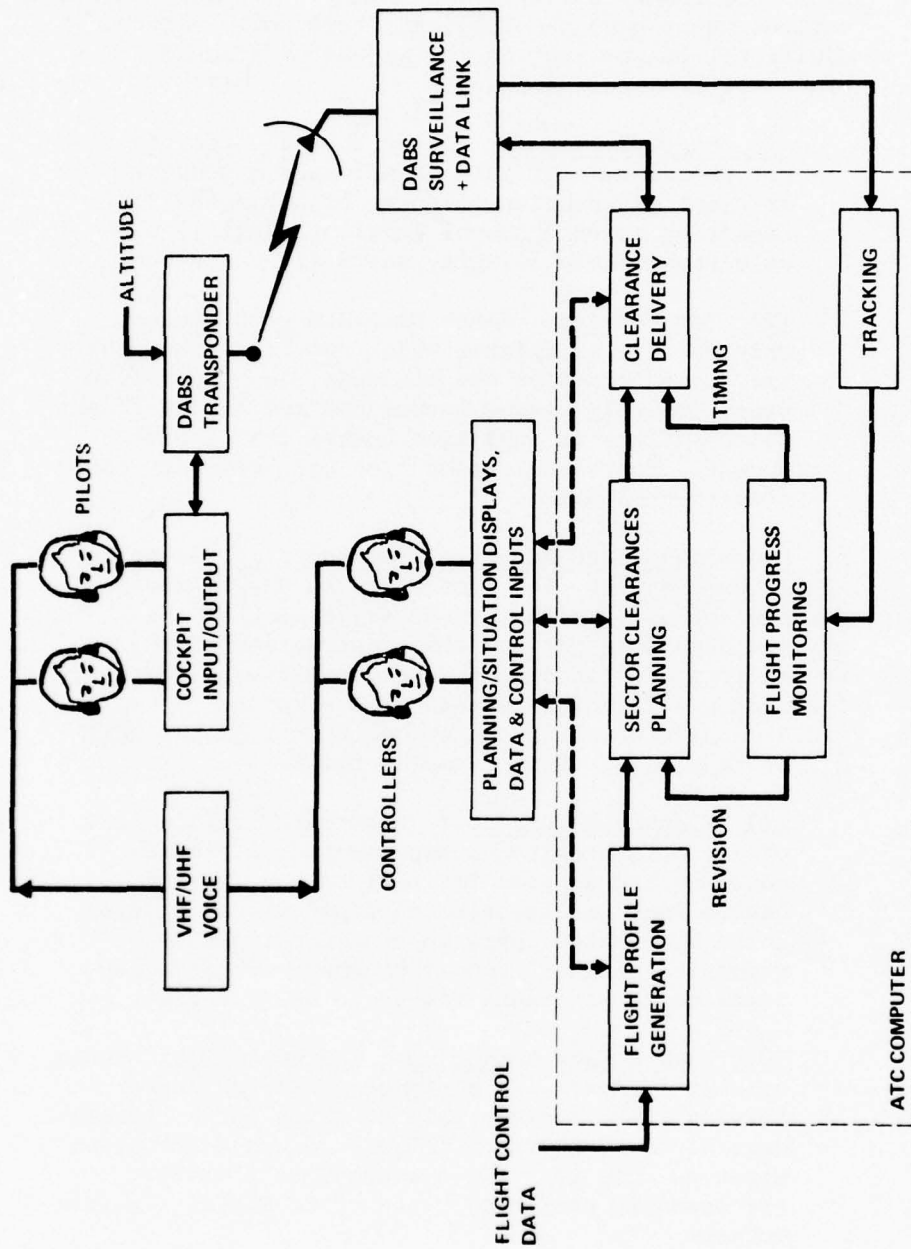 PILOTS
ALTITUDE
VHF/UHF
VOICE
COCKPIT
INPUT/OUTPUT
DABS
TRANSPONDER
CONTROLLERS
DABS
SURVEILLANCE
+ DATA LINK
PLANNING/SITUATION DISPLAYS,
DATA & CONTROL INPUTS
FLIGHT CONTROL
DATA
FLIGHT PROFILE
GENERATION
SECTOR CLEARANCES
PLANNING
CLEARANCE
DELIVERY
REVISION
TIMING
FLIGHT PROGRESS
MONITORING
TRACKING
ATC COMPUTER